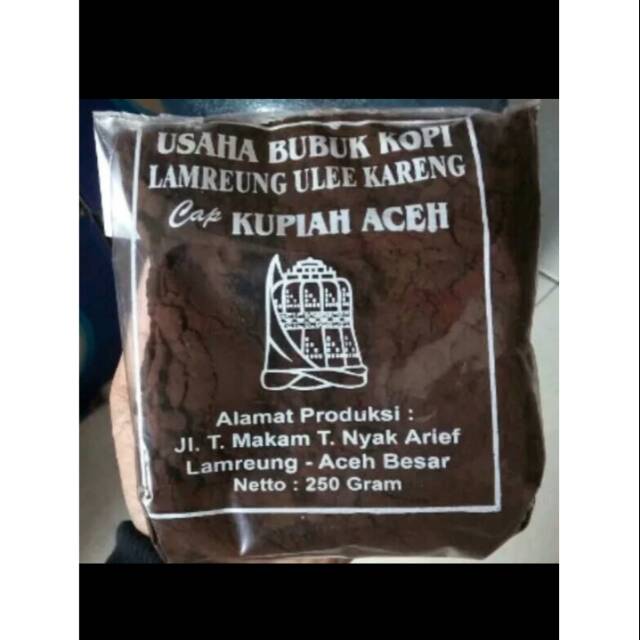 USAHA BUBUK KOPI
LAMREUNG ULEE KARENG
Cap KUPIAH ACEH
Alamat Produksi :
Jl. T. Makam T. Nyak Arief
Lamreung - Aceh Besar
Netto : 250 Gram